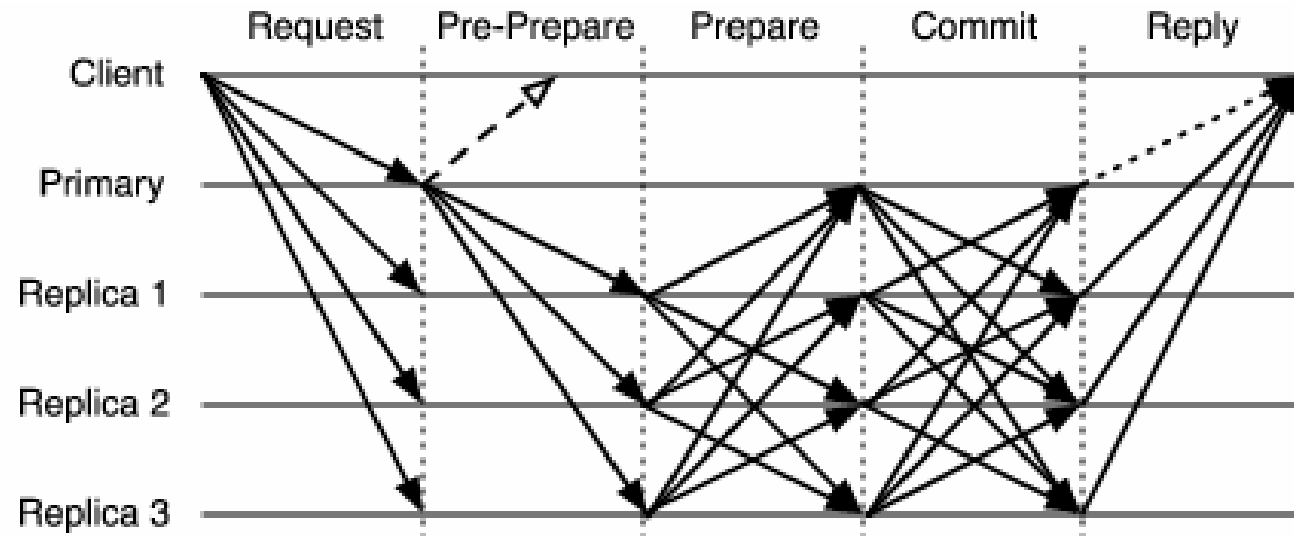 Request Pre-Prepare Prepare Commit Reply
Client
Primary
Replica 1
Replica 2
Replica 3